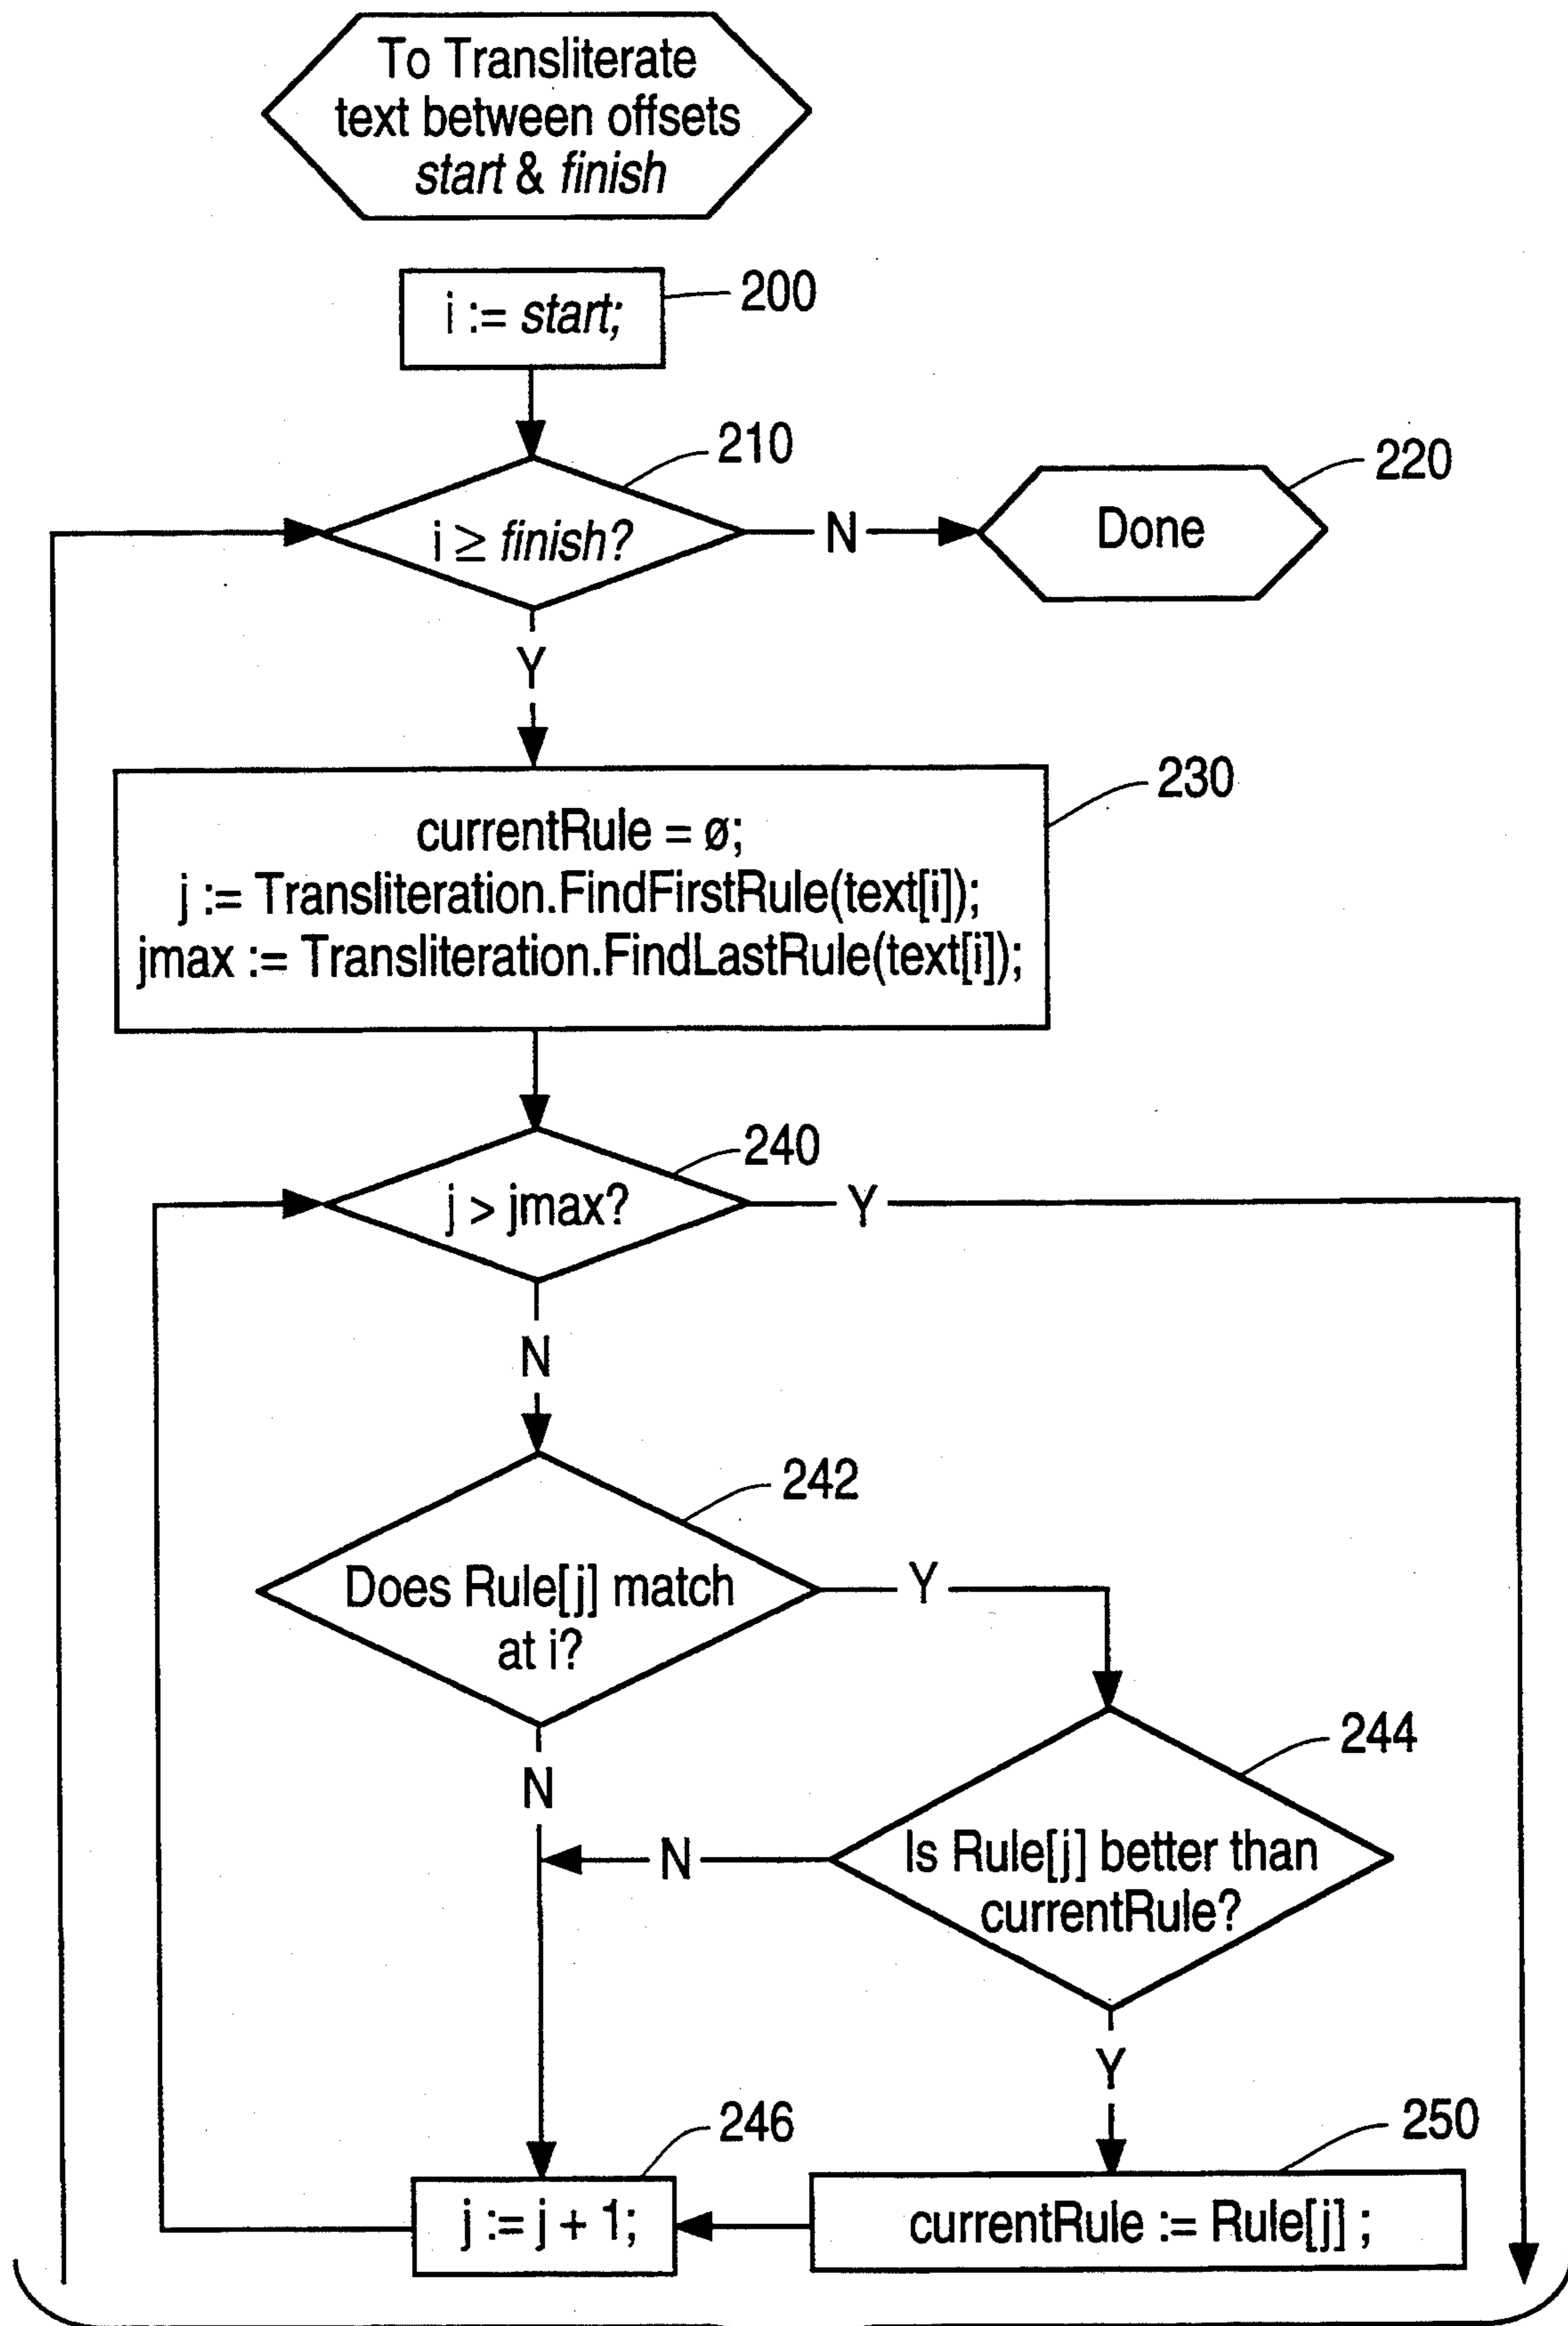 To Transliterate
text between offsets
start & finish
i := start;
200
210
i ≥ finish?
N
Done
220
Y
230
currentRule = ø;
j := Transliteration.FindFirstRule(text[i]);
jmax := Transliteration.FindLastRule(text[i]);
240
j > jmax?
Y
N
242
Does Rule[j] match
at i?
Y
N
244
Is Rule[j] better than
currentRule?
N
Y
246
j := j + 1;
250
currentRule := Rule[j] ;